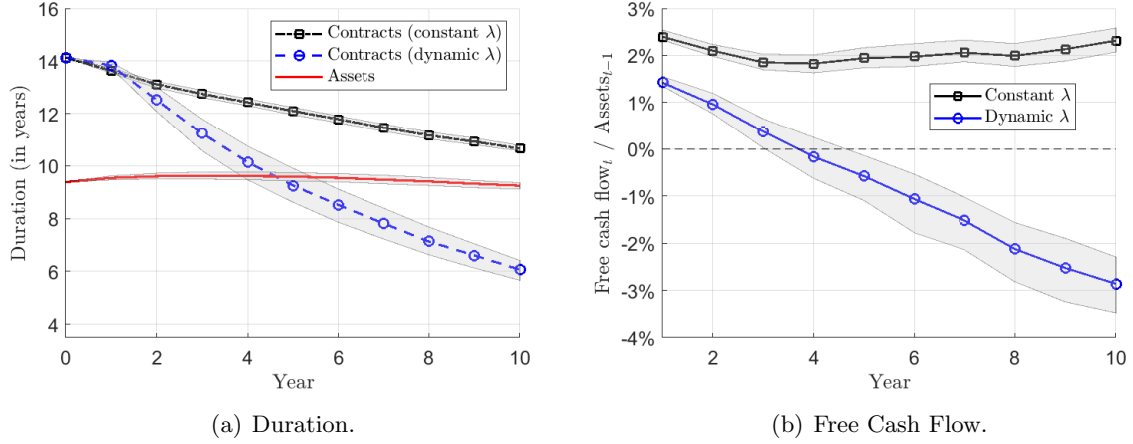 16
14
12
10
8
6
4
0
2
4
6
8
10
Duration (in years)
Year
Contracts (constant λ)
Contracts (dynamic λ)
Assets
(a) Duration.
3%
2%
1%
0%
-1%
-2%
-3%
-4%
2
4
6
8
10
Free cash flow_t / Assets_{t−1}
Year
Constant λ
Dynamic λ
(b) Free Cash Flow.